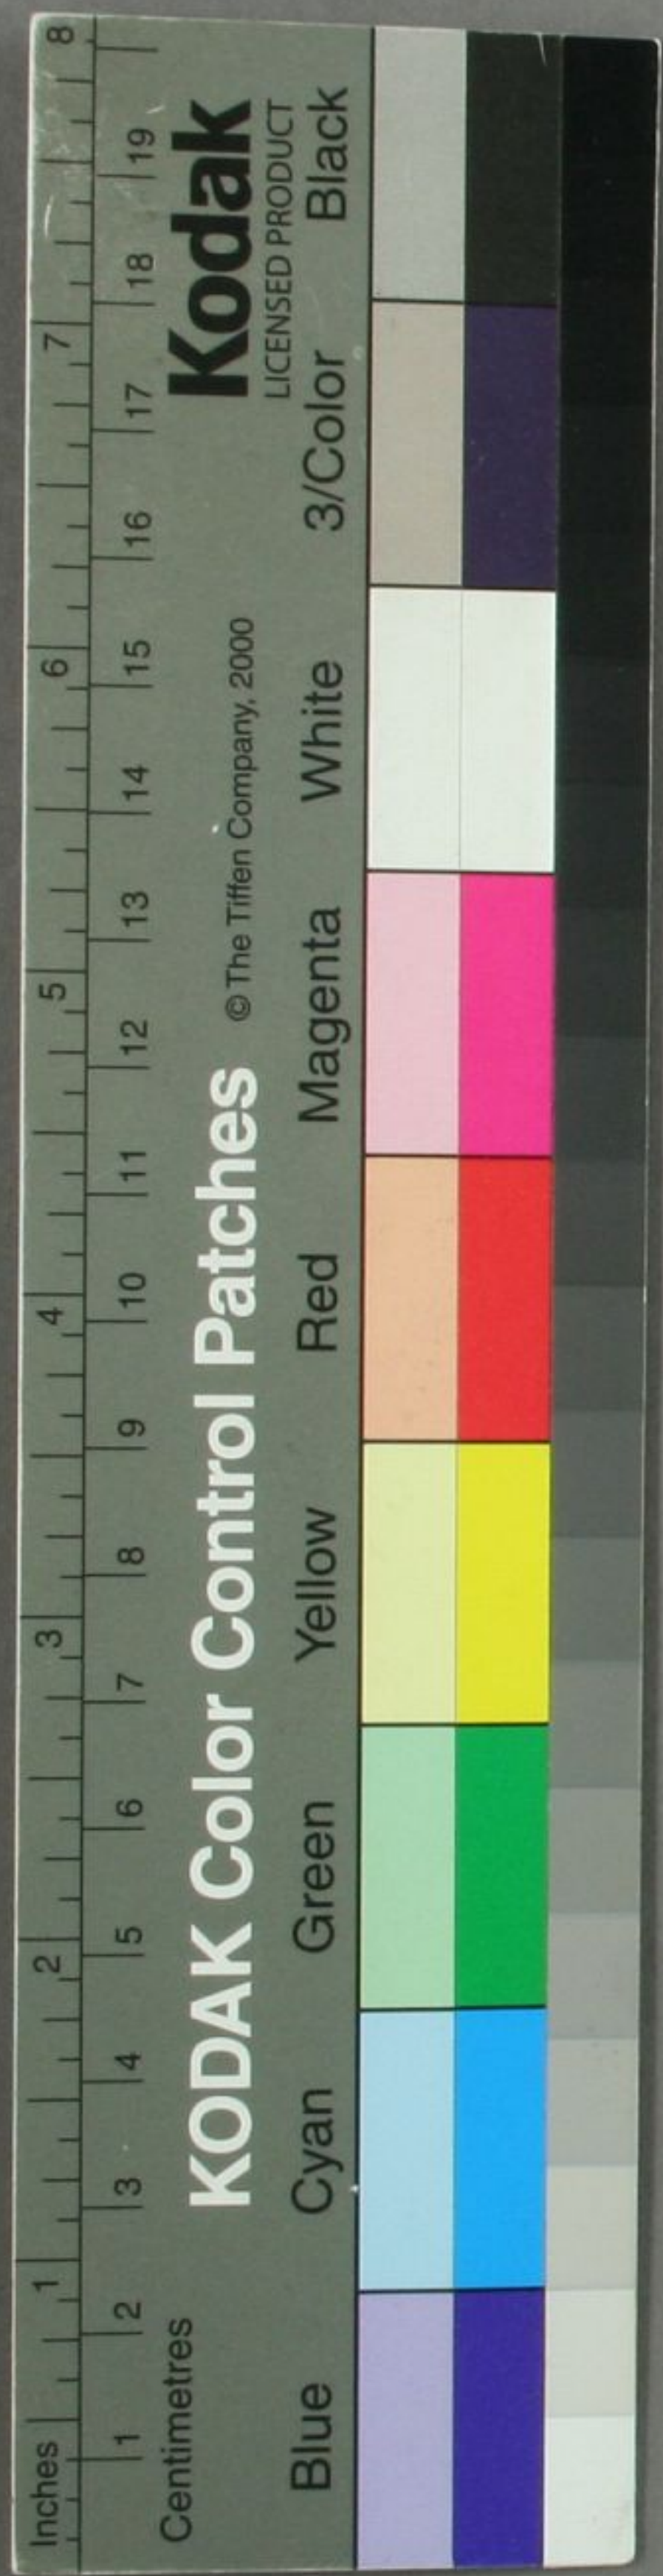 Inches 1 2 3 4 5 6 7 8
1 2 3 4 5 6 7 8 9 10 11 12 13 14 15 16 17 18 19
Centimetres
KODAK Color Control Patches © The Tiffen Company, 2000 Kodak
LICENSED PRODUCT
Blue Cyan Green Yellow Red Magenta White 3/Color Black